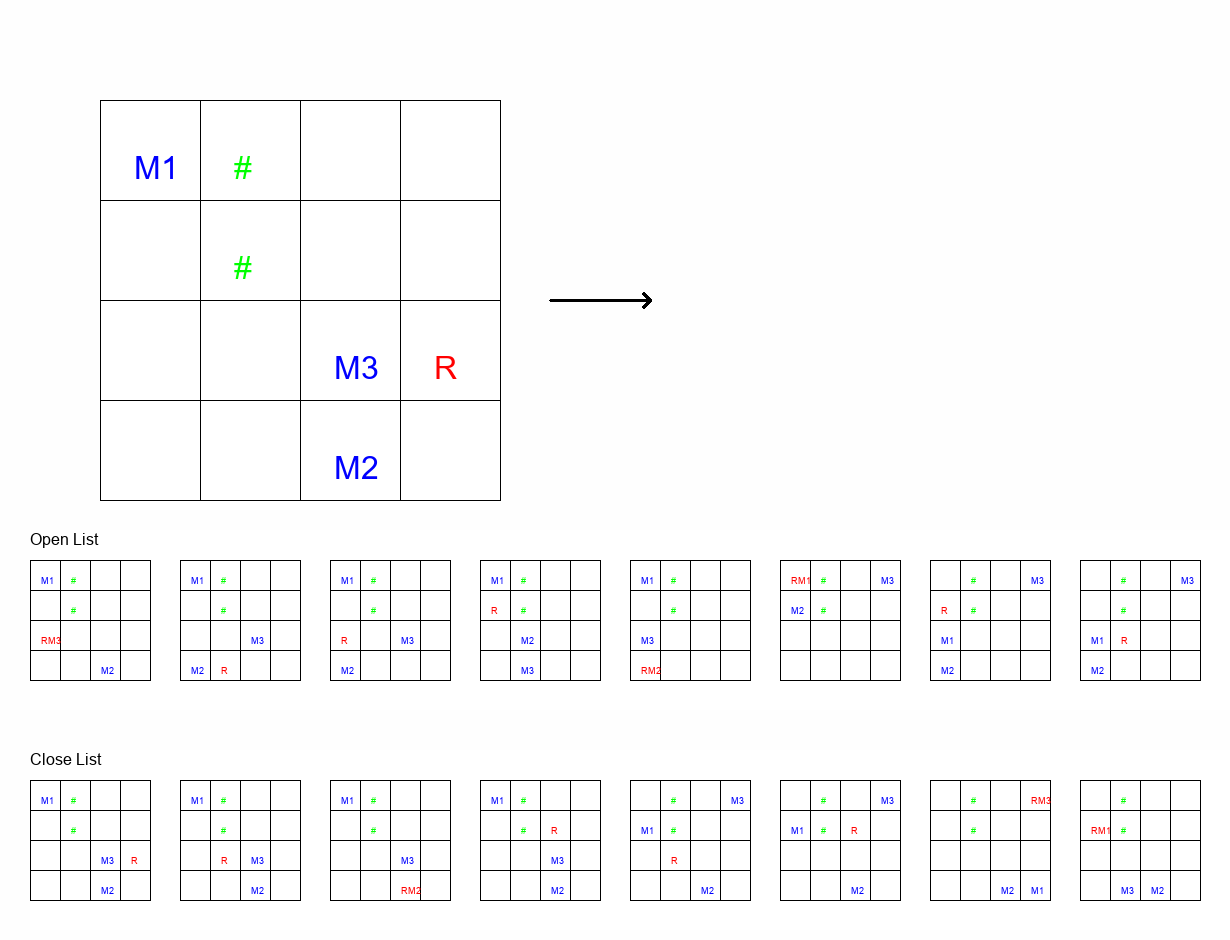 M1 #
#
M3 R
M2
Open List
M1 # M1 # M1 # M1 # M1 # RM1 # M3 # M3 # M3
# # # R # # M2 # R # #
RM3 M3 R M3 M2 M3 M1 M1 R
M2 M2 R M2 M3 RM2 M2 M2
Close List
M1 # M1 # M1 # M1 # # M3 # M3 # RM3 #
# # # # R M1 # M1 # R # RM1 #
M3 R R M3 M3 M3 R
M2 M2 RM2 M2 M2 M2 M2 M1 M3 M2